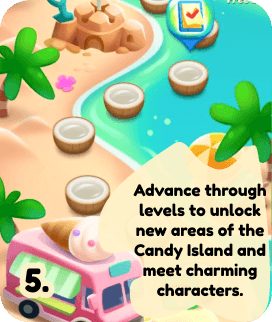 Advance through
levels to unlock
new areas of the
Candy Island and
meet charming
characters.
5.